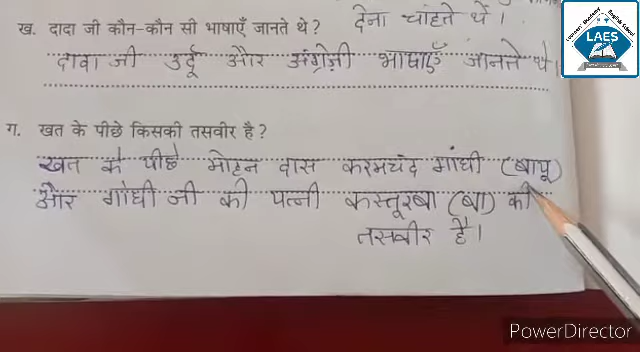 देना चाहते थे।
ख. दादा जी कौन-कौन सी भाषाएँ जानते थे?
दादा जी उर्दू और अंग्रेज़ी भाषाएँ जानते थे।
ग. खत के पीछे किसकी तसवीर है?
खत के पीछे मोहन दास करमचंद गांधी (बापू)
और गांधी जी की पत्नी कस्तूरबा (बा) की
तसवीर है।
LAES
PowerDirector